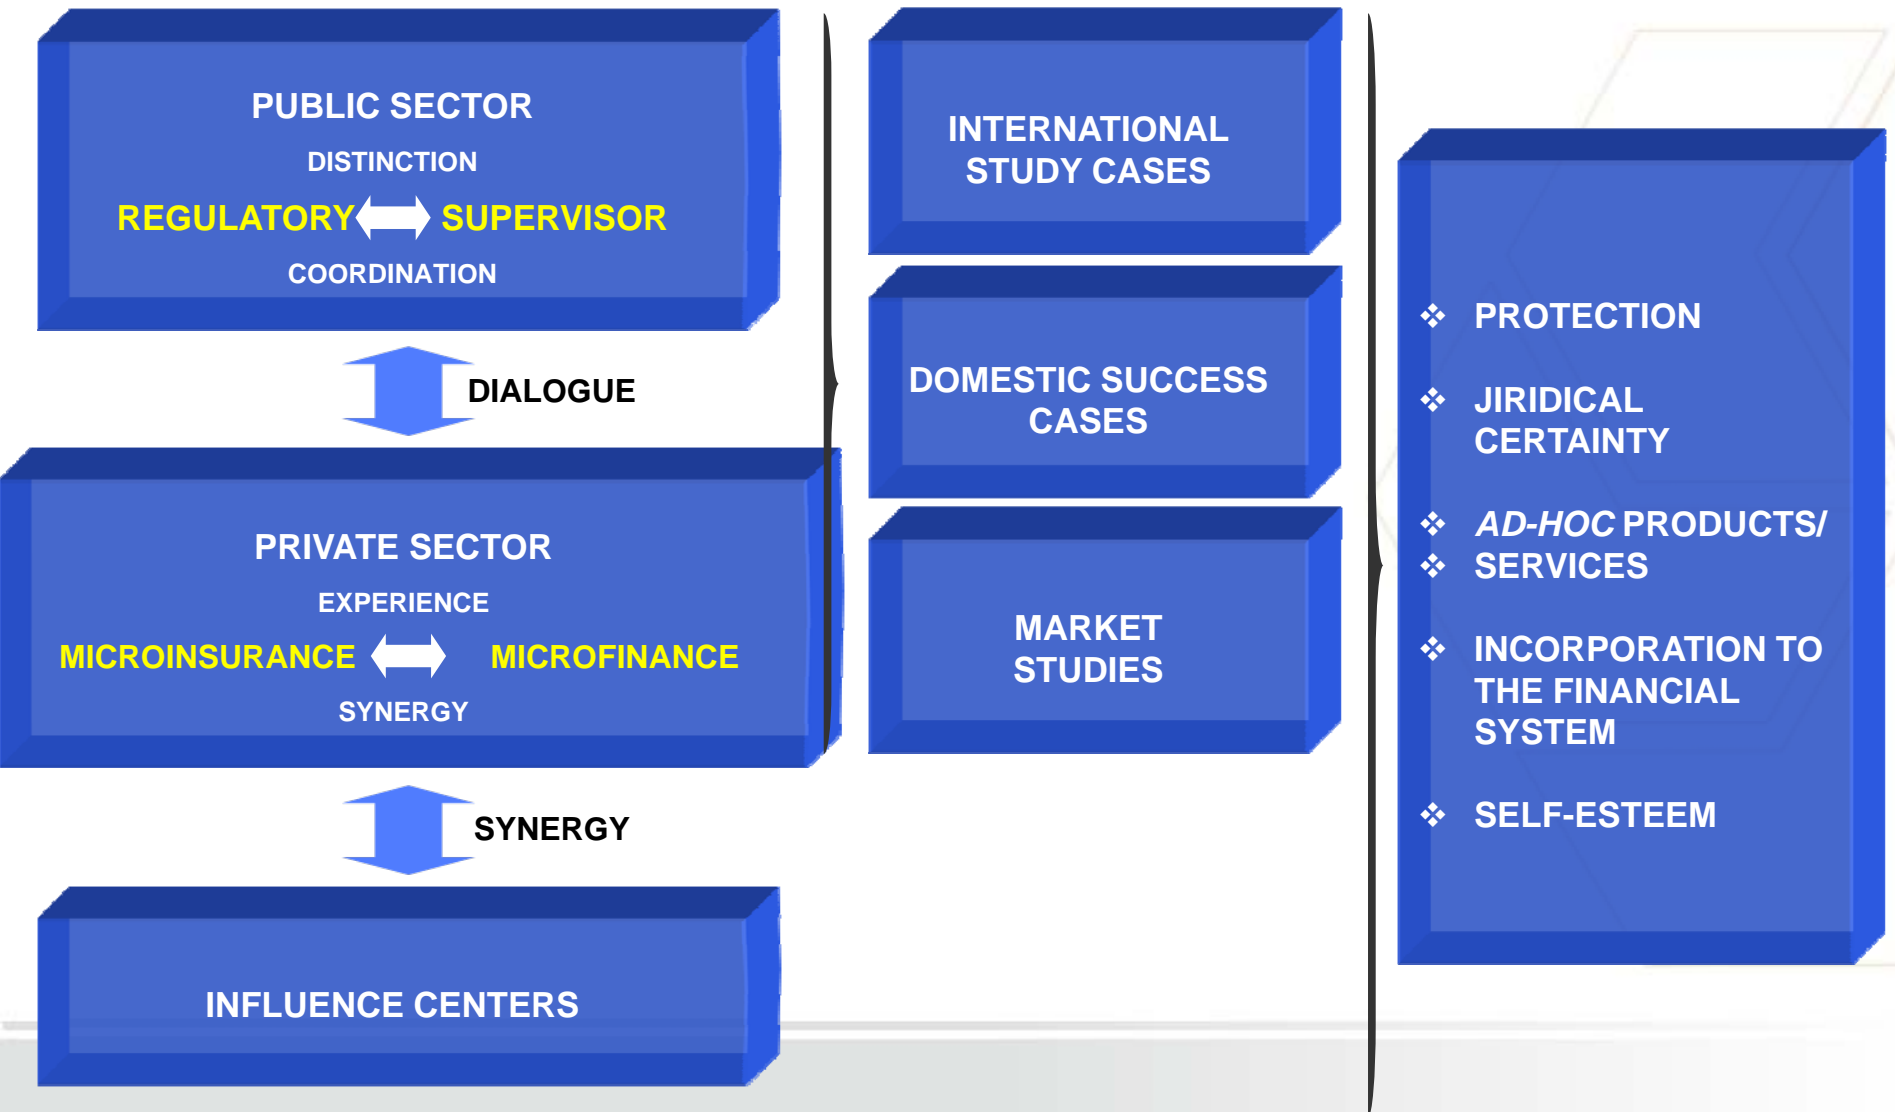 PUBLIC SECTOR
DISTINCTION
REGULATORY SUPERVISOR
COORDINATION
DIALOGUE
PRIVATE SECTOR
EXPERIENCE
MICROINSURANCE MICROFINANCE
SYNERGY
SYNERGY
INFLUENCE CENTERS
INTERNATIONAL
STUDY CASES
DOMESTIC SUCCESS
CASES
MARKET
STUDIES
❖ PROTECTION
❖ JIRIDICAL
CERTAINTY
❖ AD-HOC PRODUCTS/
❖ SERVICES
❖ INCORPORATION TO
THE FINANCIAL
SYSTEM
❖ SELF-ESTEEM